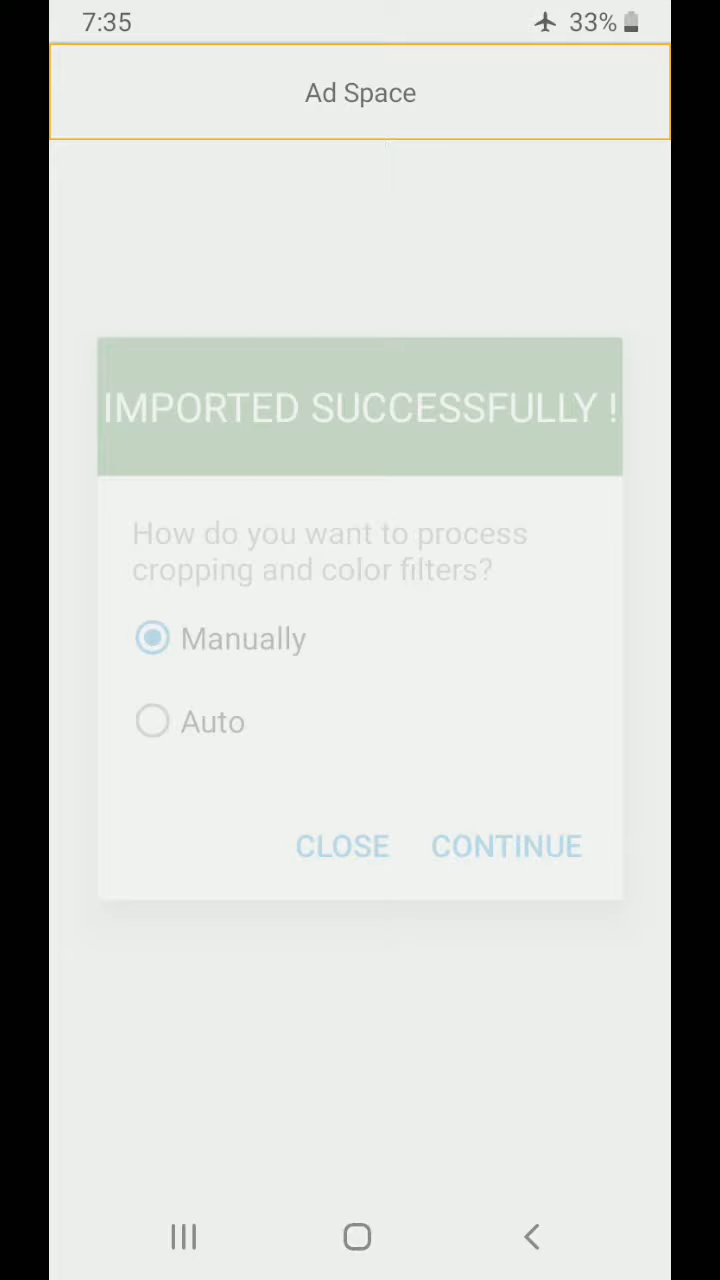 7:35
33%
Ad Space
IMPORTED SUCCESSFULLY !
How do you want to process
cropping and color filters?
Manually
Auto
CLOSE CONTINUE